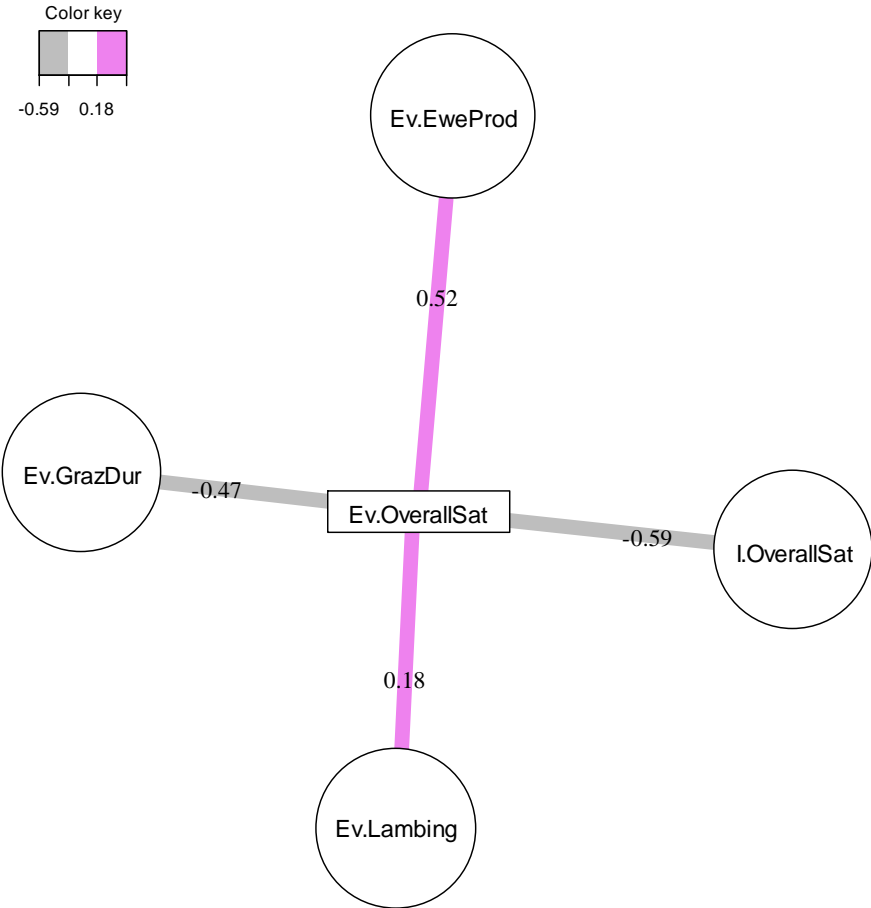 Color key
-0.59 0.18
Ev.EweProd
0.52
Ev.GrazDur
-0.47
Ev.OverallSat
-0.59
I.OverallSat
0.18
Ev.Lambing